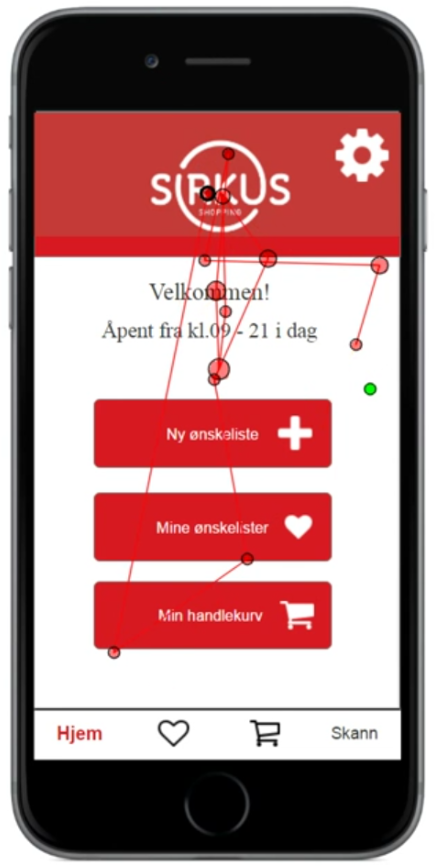 SIRKUS
SHOPPING
Velkommen!
Åpent fra kl.09 - 21 i dag
Ny ønskeliste
Mine ønskelister
Min handlekurv
Hjem
Skann